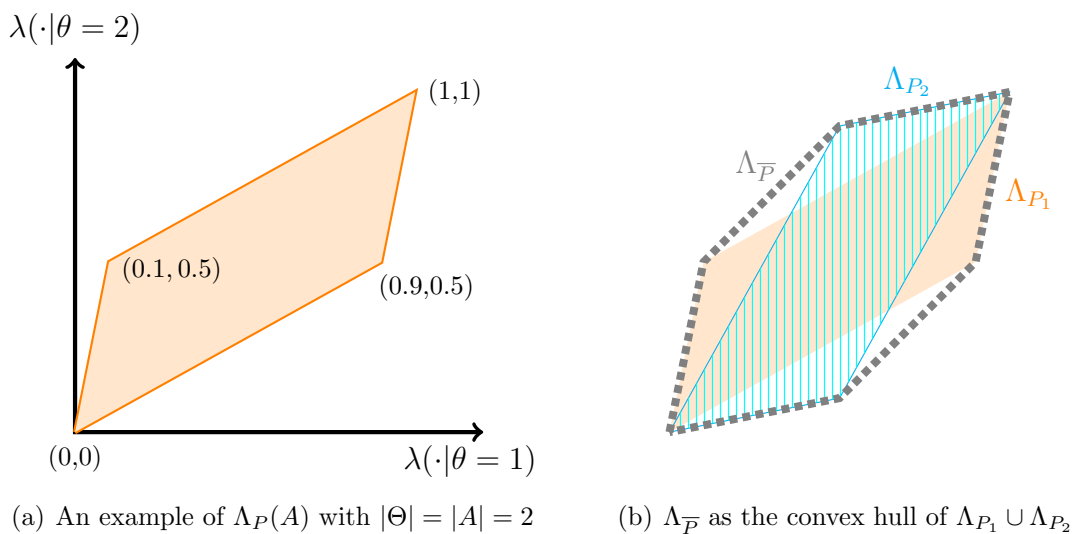 λ(·|θ = 2)
(1,1)
(0.1, 0.5)
(0.9,0.5)
(0,0)
λ(·|θ = 1)
(a) An example of Λ_P(A) with |Θ| = |A| = 2
Λ_{P_2}
Λ_{\overline{P}}
Λ_{P_1}
(b) Λ_{\overline{P}} as the convex hull of Λ_{P_1} ∪ Λ_{P_2}